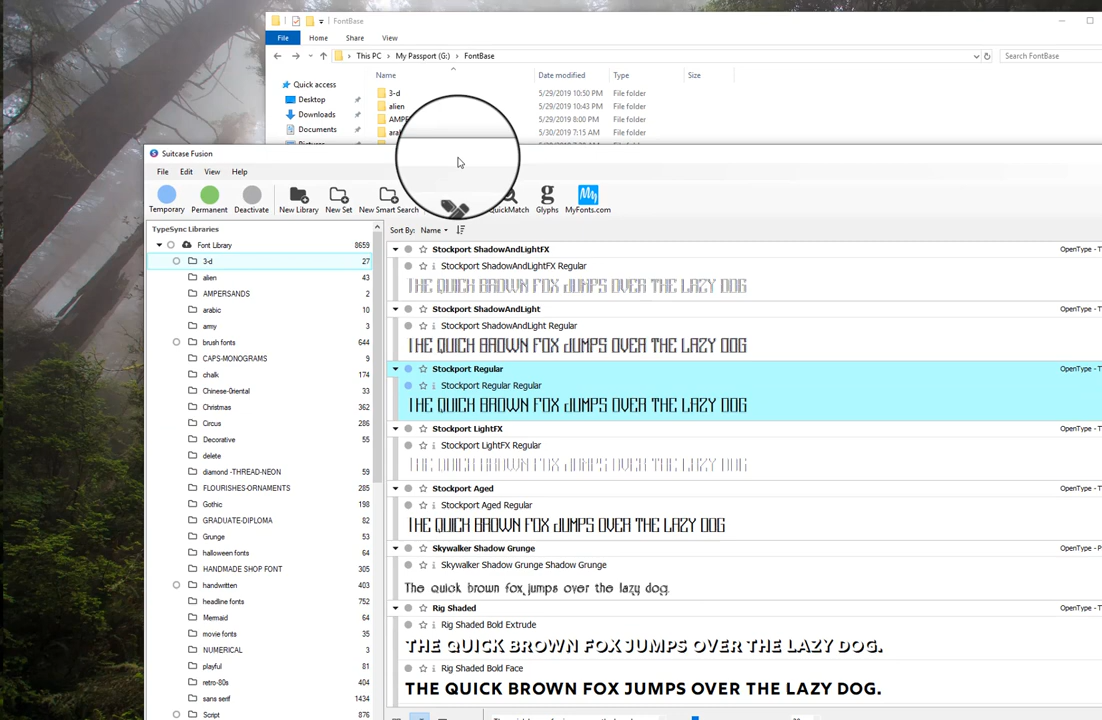 FontBase
File Home Share View
This PC > My Passport (G:) > FontBase
Search FontBase
Name Date modified Type Size
Quick access
Desktop
Downloads
Documents
3-d 5/29/2019 10:50 PM File folder
alien 5/29/2019 10:43 PM File folder
5/29/2019 8:00 PM File folder
5/30/2019 7:15 AM File folder
Suitcase Fusion
File Edit View Help
Temporary Permanent Deactivate New Library New Set New Smart Search QuickMatch Glyphs MyFonts.com
g
My
TypeSync Libraries
Font Library 8659
3-d 27
alien 43
AMPERSANDS 2
arabic 10
army 3
brush fonts 644
CAPS-MONOGRAMS 9
chalk 174
Chinese-0riental 33
Christmas 362
Circus 286
Decorative 55
delete
diamond -THREAD-NEON 59
FLOURISHES-ORNAMENTS 285
Gothic 198
GRADUATE-DIPLOMA 82
Grunge 53
halloween fonts 64
HANDMADE SHOP FONT 305
handwritten 403
headline fonts 752
Mermaid 64
movie fonts 35
NUMERICAL 3
playful 81
retro-80s 404
sans serif 1434
Script 876
Sort By: Name
Stockport ShadowAndLightFX OpenType - T
Stockport ShadowAndLightFX Regular
THE QUICK BROWN FOX JUMPS OVER THE LAZY DOG
Stockport ShadowAndLight OpenType - T
Stockport ShadowAndLight Regular
THE QUICK BROWN FOX JUMPS OVER THE LAZY DOG
Stockport Regular OpenType - T
Stockport Regular Regular
THE QUICK BROWN FOX JUMPS OVER THE LAZY DOG
Stockport LightFX OpenType - T
Stockport LightFX Regular
THE QUICK BROWN FOX JUMPS OVER THE LAZY DOG
Stockport Aged OpenType - T
Stockport Aged Regular
THE QUICK BROWN FOX JUMPS OVER THE LAZY DOG
Skywalker Shadow Grunge OpenType - P
Skywalker Shadow Grunge Shadow Grunge
The quick brown fox jumps over the lazy dog.
Rig Shaded OpenType - T
Rig Shaded Bold Extrude
THE QUICK BROWN FOX JUMPS OVER THE LAZY DOG.
Rig Shaded Bold Face
THE QUICK BROWN FOX JUMPS OVER THE LAZY DOG.